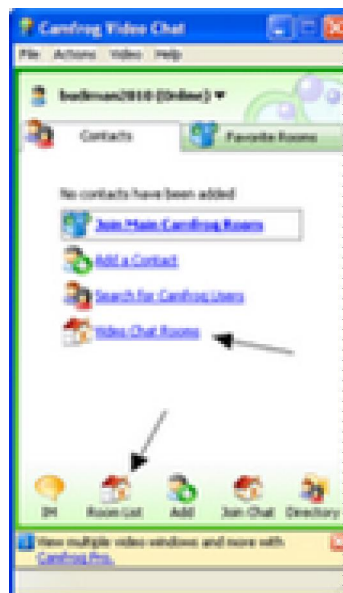 Camfrog Video Chat
File Actions Video Help
budiman2010 (Online)
Contacts
Favorite Rooms
No contacts have been added
Join Main Camfrog Room
Add a Contact
Search for Camfrog Users
Video Chat Rooms
IM Room List Add Join Chat Directory
View multiple video windows and more with
Camfrog Pro.